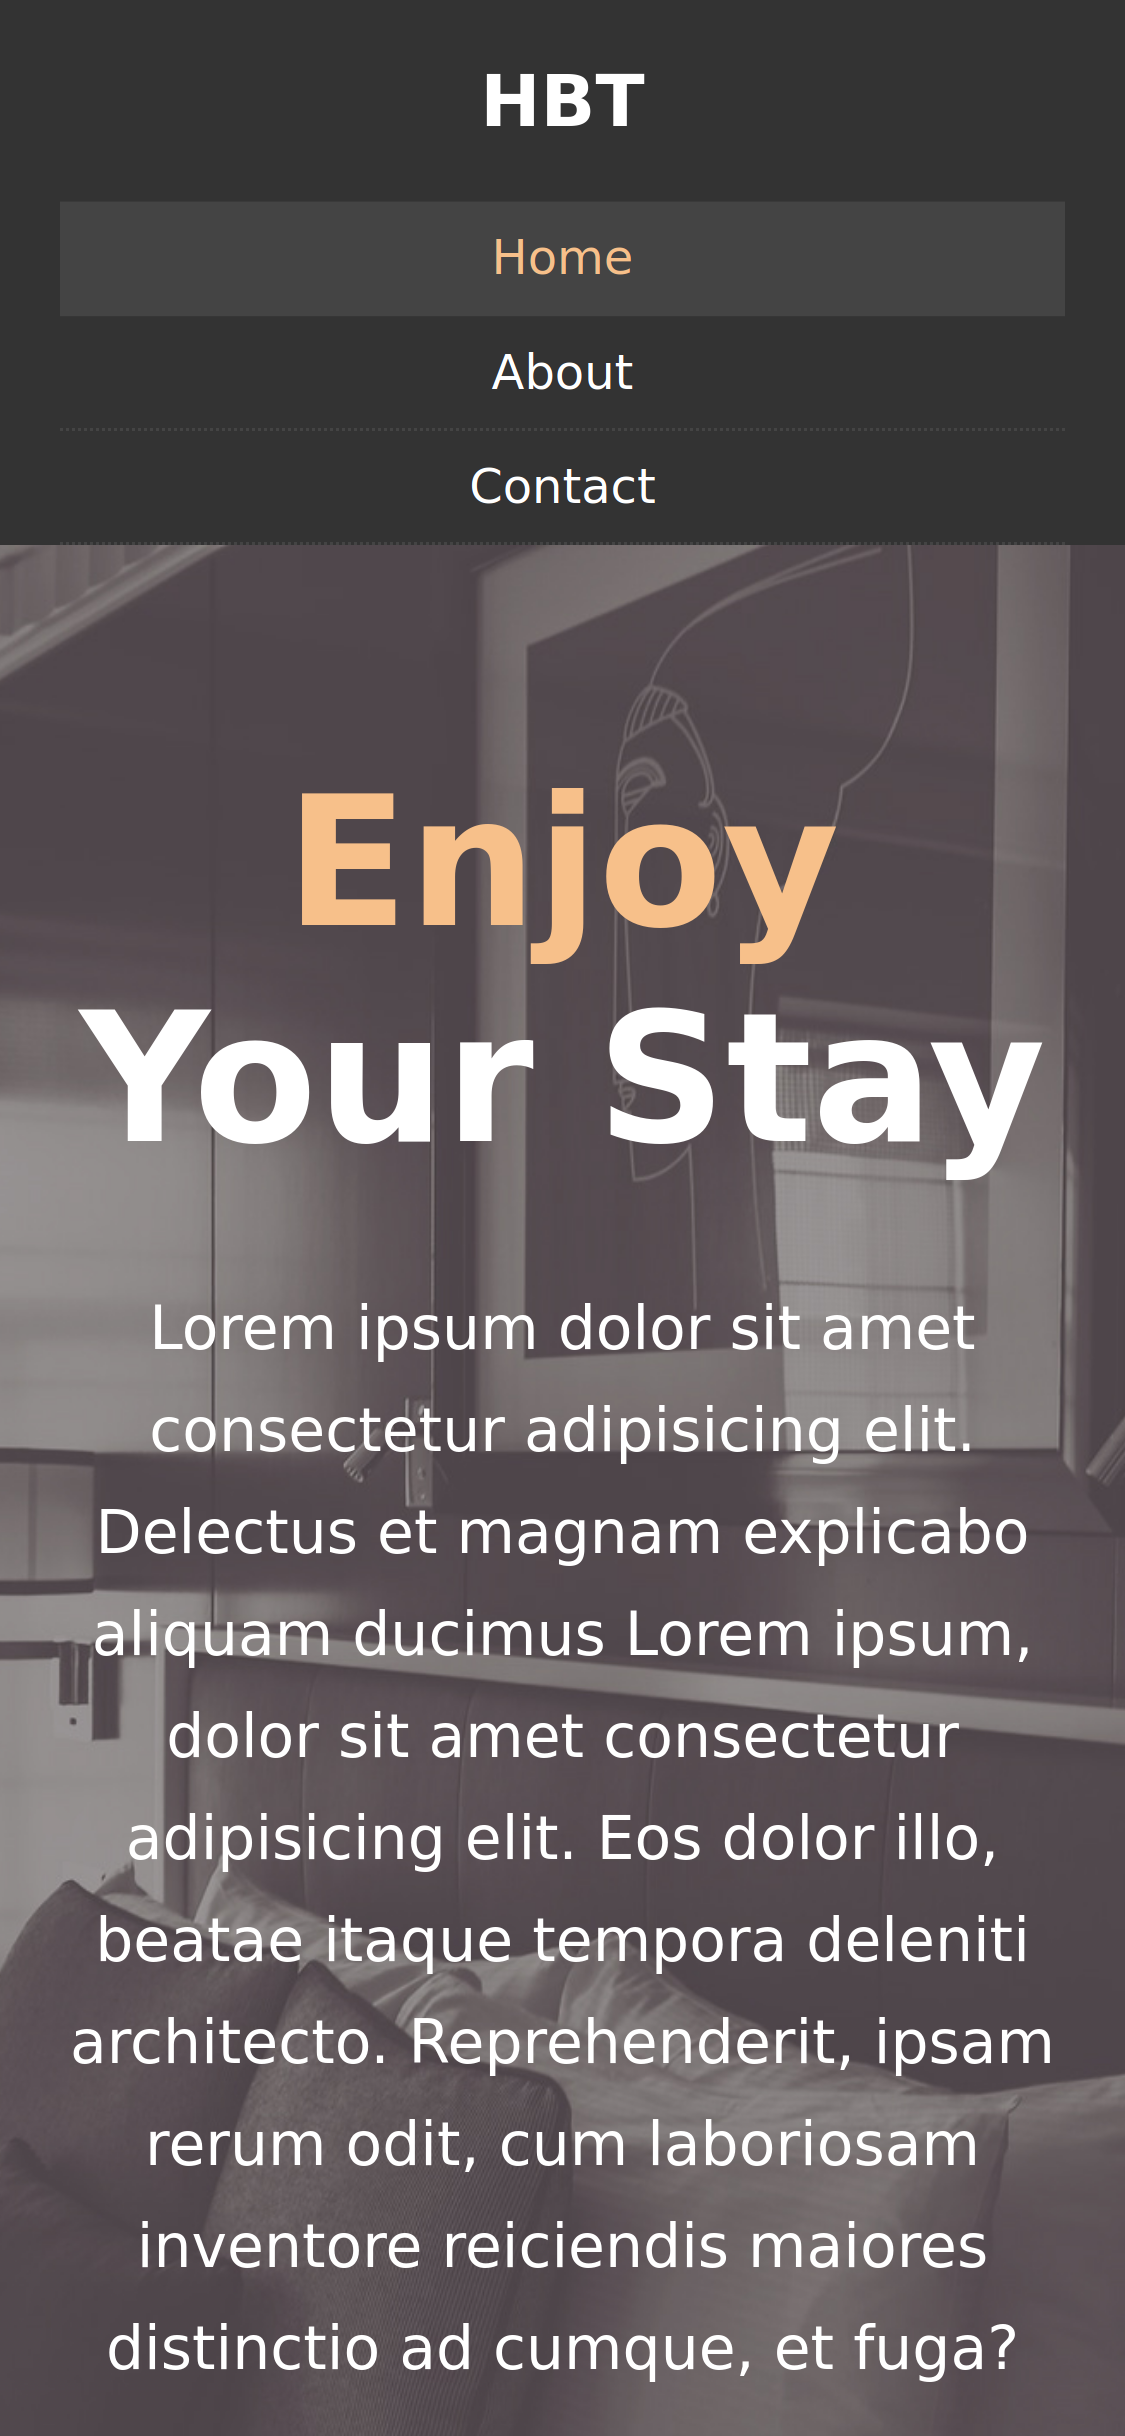 HBT
Home
About
Contact
Enjoy
Your Stay
Lorem ipsum dolor sit amet
consectetur adipisicing elit.
Delectus et magnam explicabo
aliquam ducimus Lorem ipsum,
dolor sit amet consectetur
adipisicing elit. Eos dolor illo,
beatae itaque tempora deleniti
architecto. Reprehenderit, ipsam
rerum odit, cum laboriosam
inventore reiciendis maiores
distinctio ad cumque, et fuga?